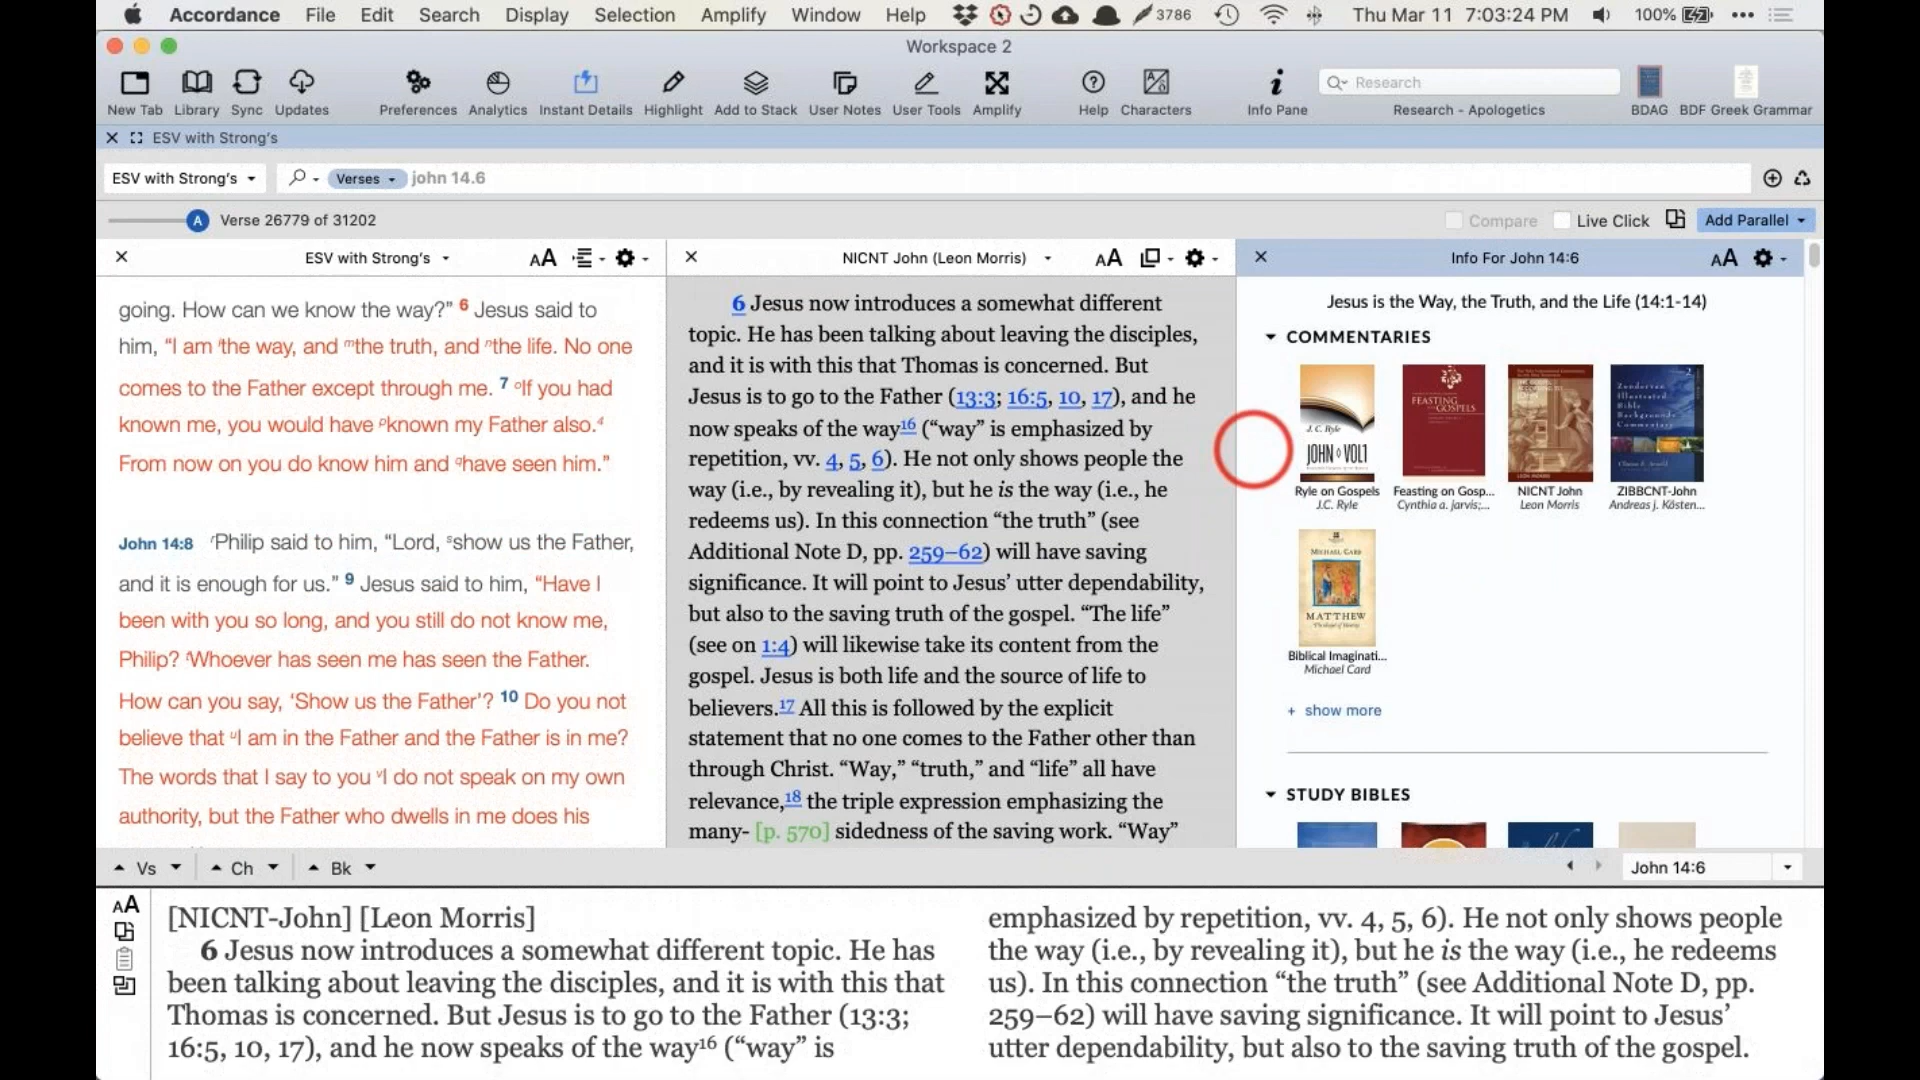 Accordance File Edit Search Display Selection Amplify Window Help 3786 Thu Mar 11 7:03:24 PM 100%
Workspace 2
New Tab Library Sync Updates Preferences Analytics Instant Details Highlight Add to Stack User Notes User Tools Amplify Help Characters Info Pane Research Research - Apologetics BDAG BDF Greek Grammar
ESV with Strong's
ESV with Strong's Verses john 14.6
A Verse 26779 of 31202 Compare Live Click Add Parallel
ESV with Strong's
going. How can we know the way?” 6 Jesus said to
him, “I am the way, and mthe truth, and nthe life. No one
comes to the Father except through me. 7 oIf you had
known me, you would have pknown my Father also.4
From now on you do know him and qhave seen him.”
John 14:8 rPhilip said to him, “Lord, sshow us the Father,
and it is enough for us.” 9 Jesus said to him, “Have I
been with you so long, and you still do not know me,
Philip? tWhoever has seen me has seen the Father.
How can you say, ‘Show us the Father’? 10 Do you not
believe that uI am in the Father and the Father is in me?
The words that I say to you vI do not speak on my own
authority, but the Father who dwells in me does his
NICNT John (Leon Morris)
6 Jesus now introduces a somewhat different
topic. He has been talking about leaving the disciples,
and it is with this that Thomas is concerned. But
Jesus is to go to the Father (13:3; 16:5, 10, 17), and he
now speaks of the way16 (“way” is emphasized by
repetition, vv. 4, 5, 6). He not only shows people the
way (i.e., by revealing it), but he is the way (i.e., he
redeems us). In this connection “the truth” (see
Additional Note D, pp. 259–62) will have saving
significance. It will point to Jesus’ utter dependability,
but also to the saving truth of the gospel. “The life”
(see on 1:4) will likewise take its content from the
gospel. Jesus is both life and the source of life to
believers.17 All this is followed by the explicit
statement that no one comes to the Father other than
through Christ. “Way,” “truth,” and “life” all have
relevance,18 the triple expression emphasizing the
many- [p. 570] sidedness of the saving work. “Way”
Info For John 14:6
Jesus is the Way, the Truth, and the Life (14:1-14)
COMMENTARIES
J. C. Ryle
JOHN VOL1
FEASTING GOSPELS
Zondervan Illustrated Bible Backgrounds Commentary
Ryle on Gospels Feasting on Gosp... NICNT John ZIBBCNT-John
J.C. Ryle Cynthia a. jarvis;... Leon Morris Andreas j. Kösten...
MICHAEL CARD
MATTHEW
Biblical Imaginati...
Michael Card
+ show more
STUDY BIBLES
Vs Ch Bk John 14:6
[NICNT-John] [Leon Morris]
6 Jesus now introduces a somewhat different topic. He has
been talking about leaving the disciples, and it is with this that
Thomas is concerned. But Jesus is to go to the Father (13:3;
16:5, 10, 17), and he now speaks of the way16 (“way” is
emphasized by repetition, vv. 4, 5, 6). He not only shows people
the way (i.e., by revealing it), but he is the way (i.e., he redeems
us). In this connection “the truth” (see Additional Note D, pp.
259–62) will have saving significance. It will point to Jesus’
utter dependability, but also to the saving truth of the gospel.